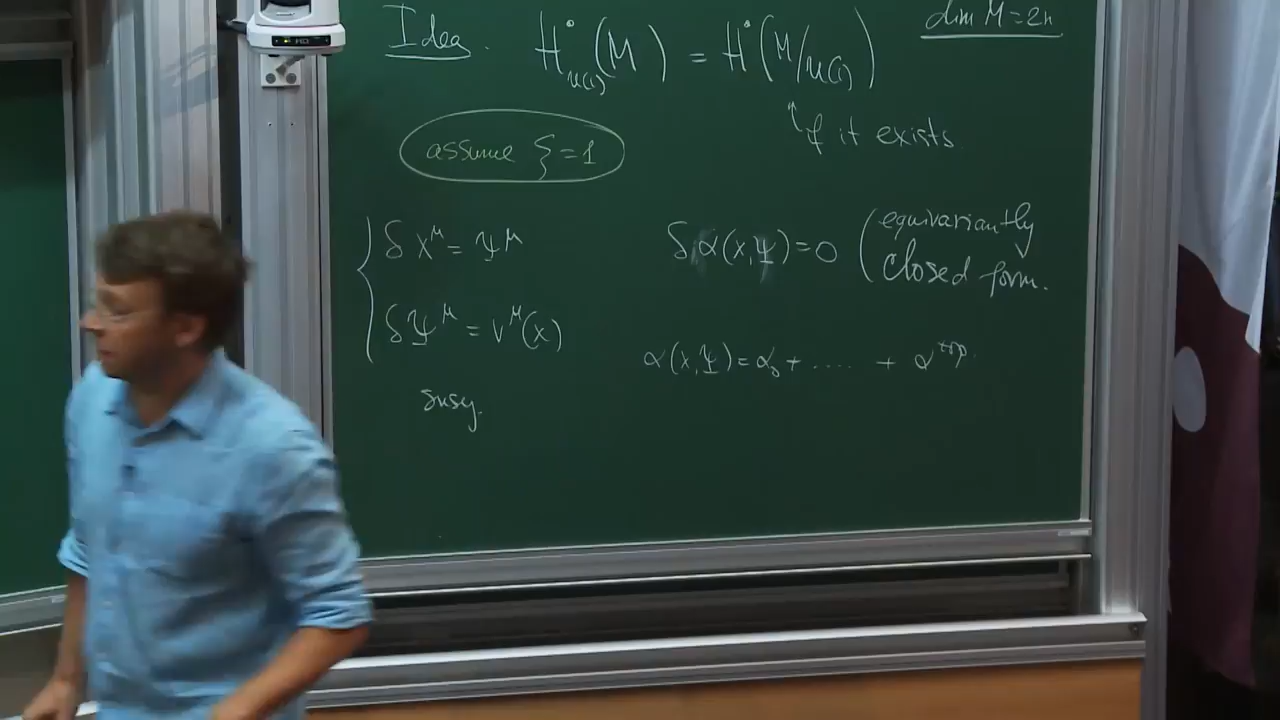 Idea. H•_{u(1)}(M) = H•(M/u(1))
dim M = 2n
↑ if it exists
assume ξ = 1
δx^μ = ψ^μ
δψ^μ = v^μ(x)
susy.
δα(x,ψ) = 0 (equivariantly
closed form.
α(x,ψ) = α₀ + ..... + α^{top}.